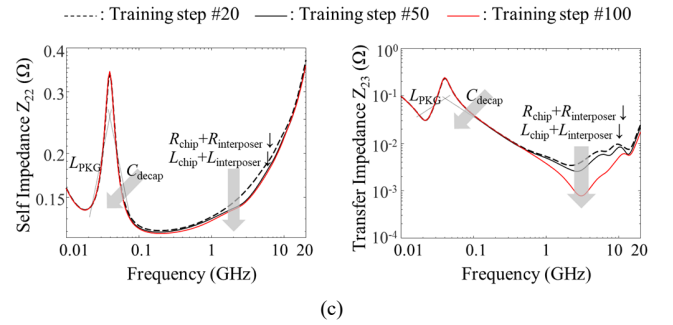 : Training step #20 : Training step #50 : Training step #100
Self Impedance Z22 (Ω)
0.4
0.3
0.2
0.15
LPKG
Cdecap
Rchip+Rinterposer ↓
Lchip+Linterposer ↓
0.01 0.1 1 10 20
Frequency (GHz)
Transfer Impedance Z23 (Ω)
10^0
10^-1
10^-2
10^-3
10^-4
LPKG
Cdecap
Rchip+Rinterposer ↓
Lchip+Linterposer ↓
0.01 0.1 1 10 20
Frequency (GHz)
(c)